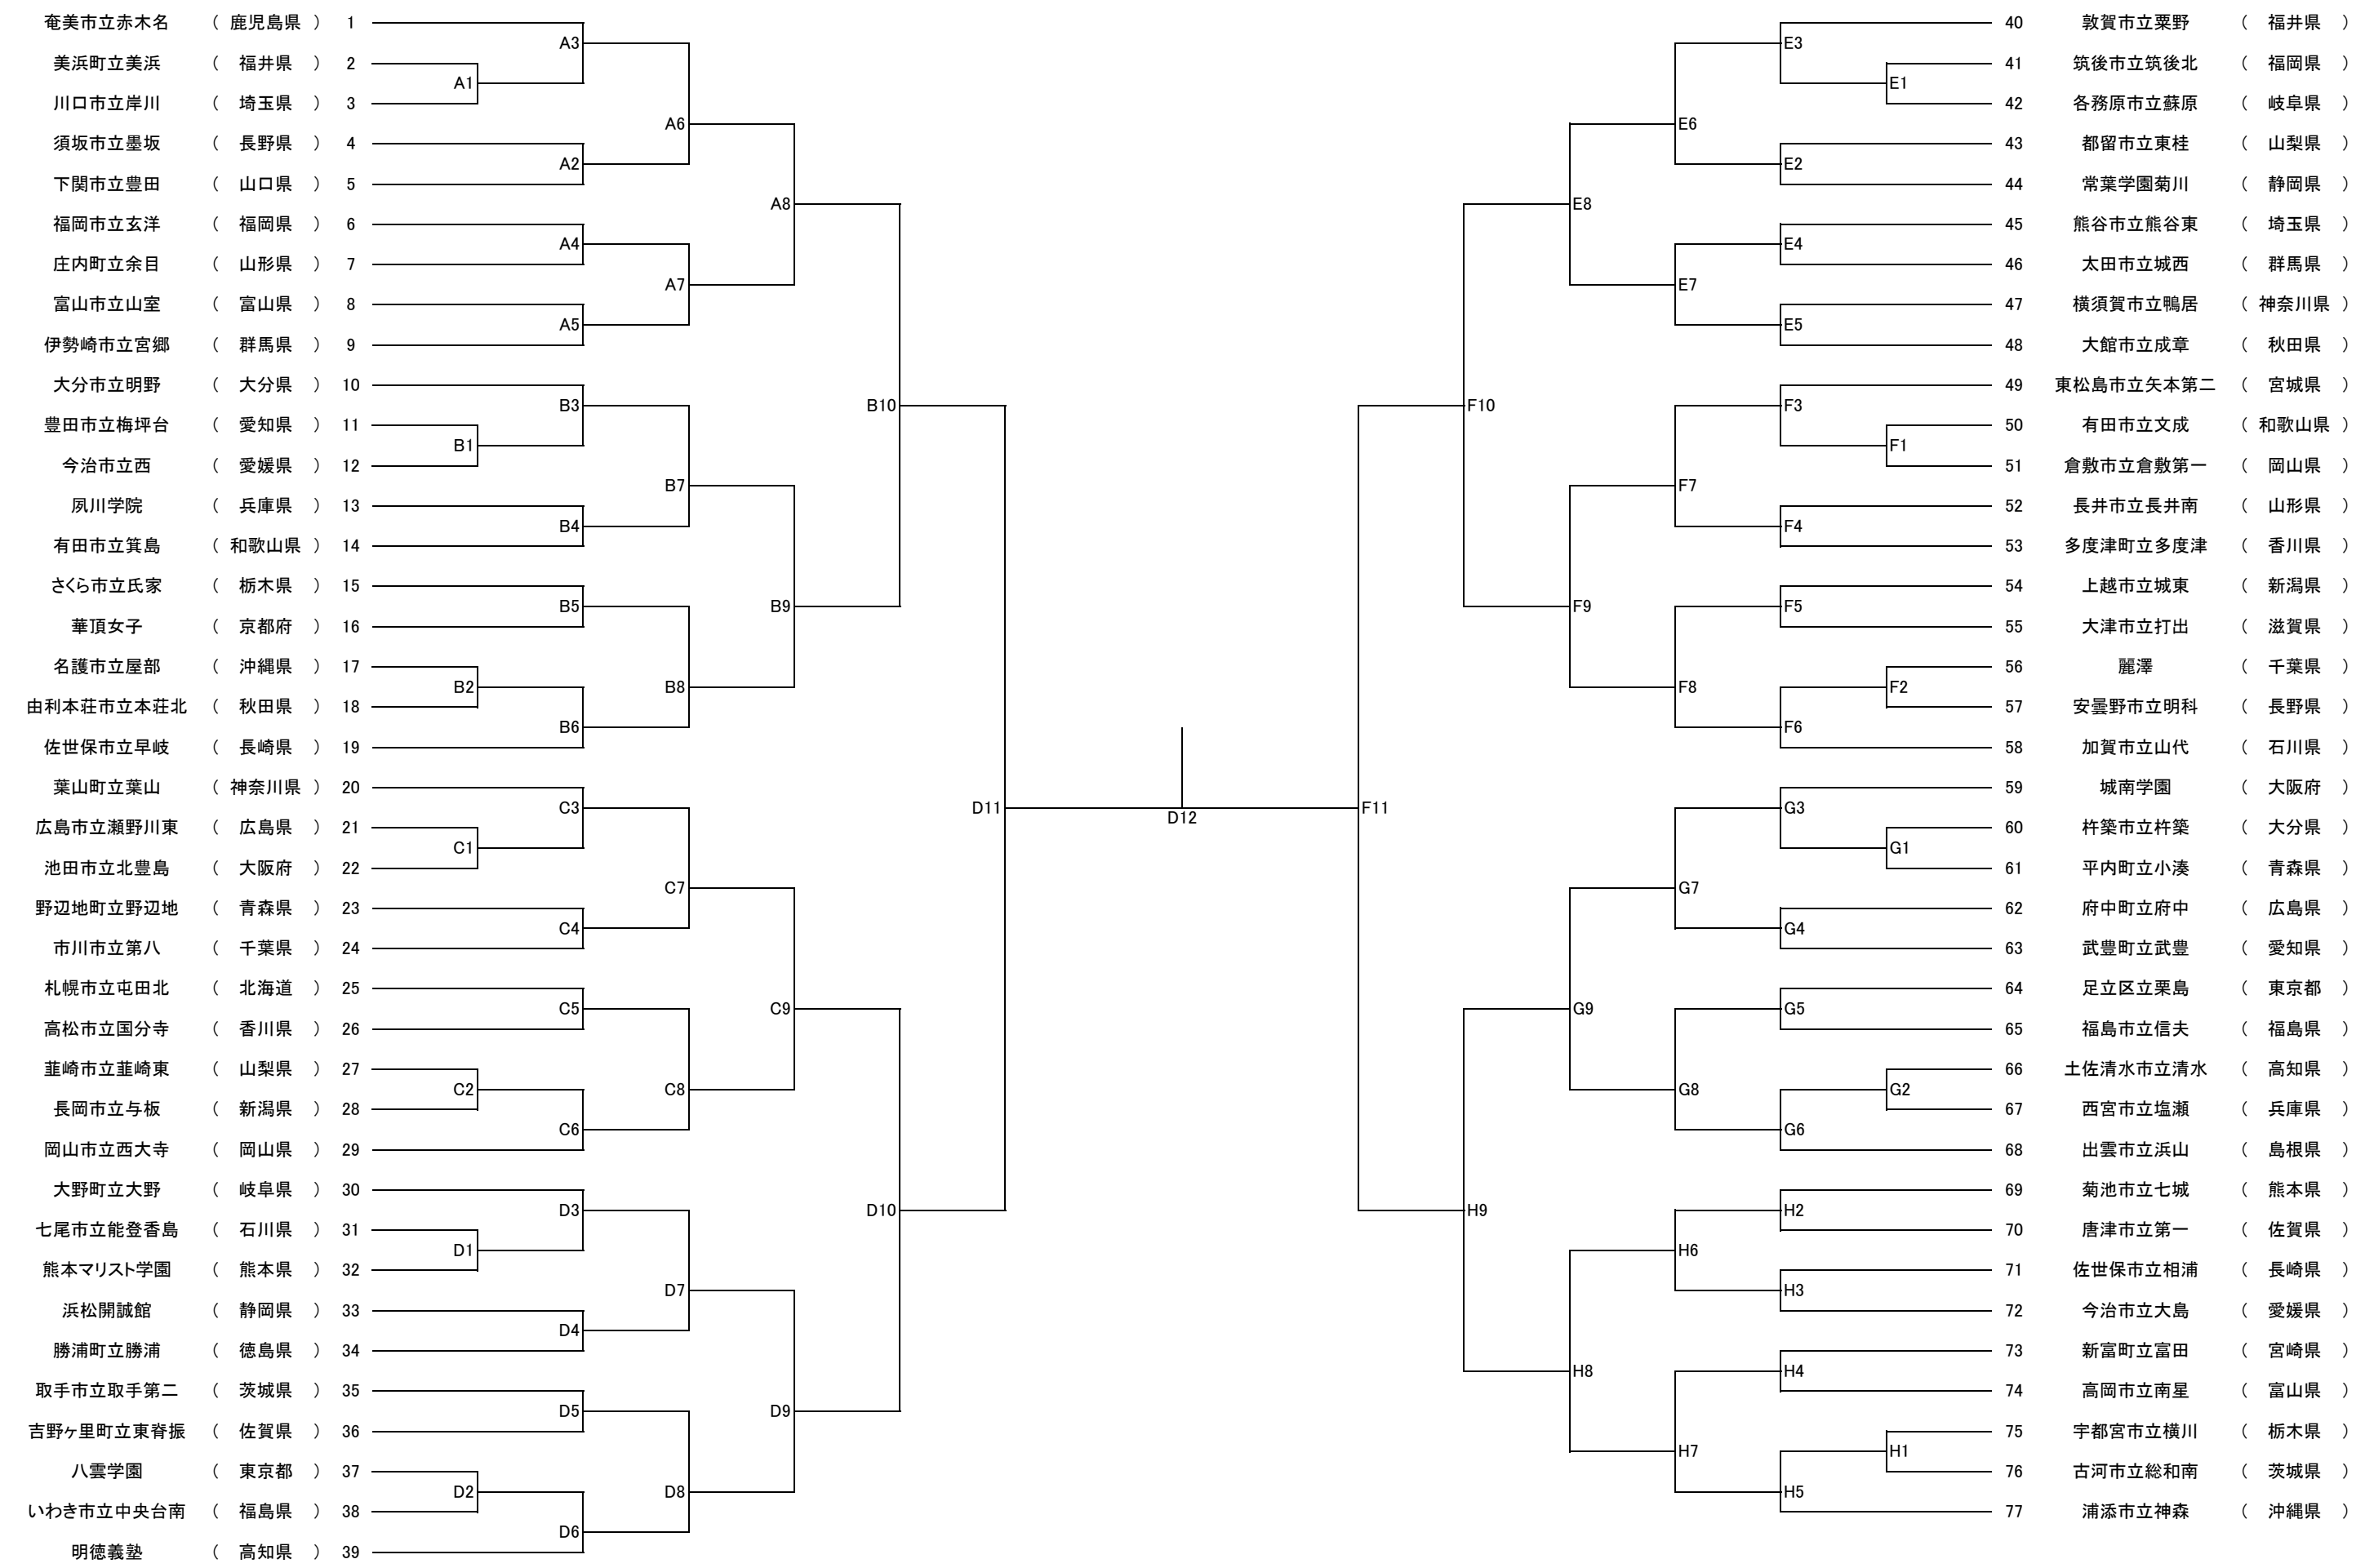 奄美市立赤木名 （ 鹿児島県 ） 1
美浜町立美浜 （ 福井県 ） 2
川口市立岸川 （ 埼玉県 ） 3
須坂市立墨坂 （ 長野県 ） 4
下関市立豊田 （ 山口県 ） 5
福岡市立玄洋 （ 福岡県 ） 6
庄内町立余目 （ 山形県 ） 7
富山市立山室 （ 富山県 ） 8
伊勢崎市立宮郷 （ 群馬県 ） 9
大分市立明野 （ 大分県 ） 10
豊田市立梅坪台 （ 愛知県 ） 11
今治市立西 （ 愛媛県 ） 12
夙川学院 （ 兵庫県 ） 13
有田市立箕島 （ 和歌山県 ） 14
さくら市立氏家 （ 栃木県 ） 15
華頂女子 （ 京都府 ） 16
名護市立屋部 （ 沖縄県 ） 17
由利本荘市立本荘北 （ 秋田県 ） 18
佐世保市立早岐 （ 長崎県 ） 19
葉山町立葉山 （ 神奈川県 ） 20
広島市立瀬野川東 （ 広島県 ） 21
池田市立北豊島 （ 大阪府 ） 22
野辺地町立野辺地 （ 青森県 ） 23
市川市立第八 （ 千葉県 ） 24
札幌市立屯田北 （ 北海道 ） 25
高松市立国分寺 （ 香川県 ） 26
韮崎市立韮崎東 （ 山梨県 ） 27
長岡市立与板 （ 新潟県 ） 28
岡山市立西大寺 （ 岡山県 ） 29
大野町立大野 （ 岐阜県 ） 30
七尾市立能登香島 （ 石川県 ） 31
熊本マリスト学園 （ 熊本県 ） 32
浜松開誠館 （ 静岡県 ） 33
勝浦町立勝浦 （ 徳島県 ） 34
取手市立取手第二 （ 茨城県 ） 35
吉野ヶ里町立東脊振 （ 佐賀県 ） 36
八雲学園 （ 東京都 ） 37
いわき市立中央台南 （ 福島県 ） 38
明徳義塾 （ 高知県 ） 39
A3
A1
A6
A2
A8
A4
A7
A5
B3
B10
B1
B7
B4
B5
B9
B2
B8
B6
C3
D11
C1
C7
C4
C5
C9
C2
C8
C6
D3
D10
D1
D7
D4
D5
D9
D2
D8
D6
D12
E3
E1
E6
E2
E8
E4
E7
E5
F10
F3
F1
F7
F4
F9
F5
F8
F2
F6
F11
G3
G1
G7
G4
G9
G5
G8
G2
G6
H9
H2
H6
H3
H8
H4
H7
H1
H5
40 敦賀市立粟野 （ 福井県 ）
41 筑後市立筑後北 （ 福岡県 ）
42 各務原市立蘇原 （ 岐阜県 ）
43 都留市立東桂 （ 山梨県 ）
44 常葉学園菊川 （ 静岡県 ）
45 熊谷市立熊谷東 （ 埼玉県 ）
46 太田市立城西 （ 群馬県 ）
47 横須賀市立鴨居 （ 神奈川県 ）
48 大館市立成章 （ 秋田県 ）
49 東松島市立矢本第二 （ 宮城県 ）
50 有田市立文成 （ 和歌山県 ）
51 倉敷市立倉敷第一 （ 岡山県 ）
52 長井市立長井南 （ 山形県 ）
53 多度津町立多度津 （ 香川県 ）
54 上越市立城東 （ 新潟県 ）
55 大津市立打出 （ 滋賀県 ）
56 麗澤 （ 千葉県 ）
57 安曇野市立明科 （ 長野県 ）
58 加賀市立山代 （ 石川県 ）
59 城南学園 （ 大阪府 ）
60 杵築市立杵築 （ 大分県 ）
61 平内町立小湊 （ 青森県 ）
62 府中町立府中 （ 広島県 ）
63 武豊町立武豊 （ 愛知県 ）
64 足立区立栗島 （ 東京都 ）
65 福島市立信夫 （ 福島県 ）
66 土佐清水市立清水 （ 高知県 ）
67 西宮市立塩瀬 （ 兵庫県 ）
68 出雲市立浜山 （ 島根県 ）
69 菊池市立七城 （ 熊本県 ）
70 唐津市立第一 （ 佐賀県 ）
71 佐世保市立相浦 （ 長崎県 ）
72 今治市立大島 （ 愛媛県 ）
73 新富町立富田 （ 宮崎県 ）
74 高岡市立南星 （ 富山県 ）
75 宇都宮市立横川 （ 栃木県 ）
76 古河市立総和南 （ 茨城県 ）
77 浦添市立神森 （ 沖縄県 ）